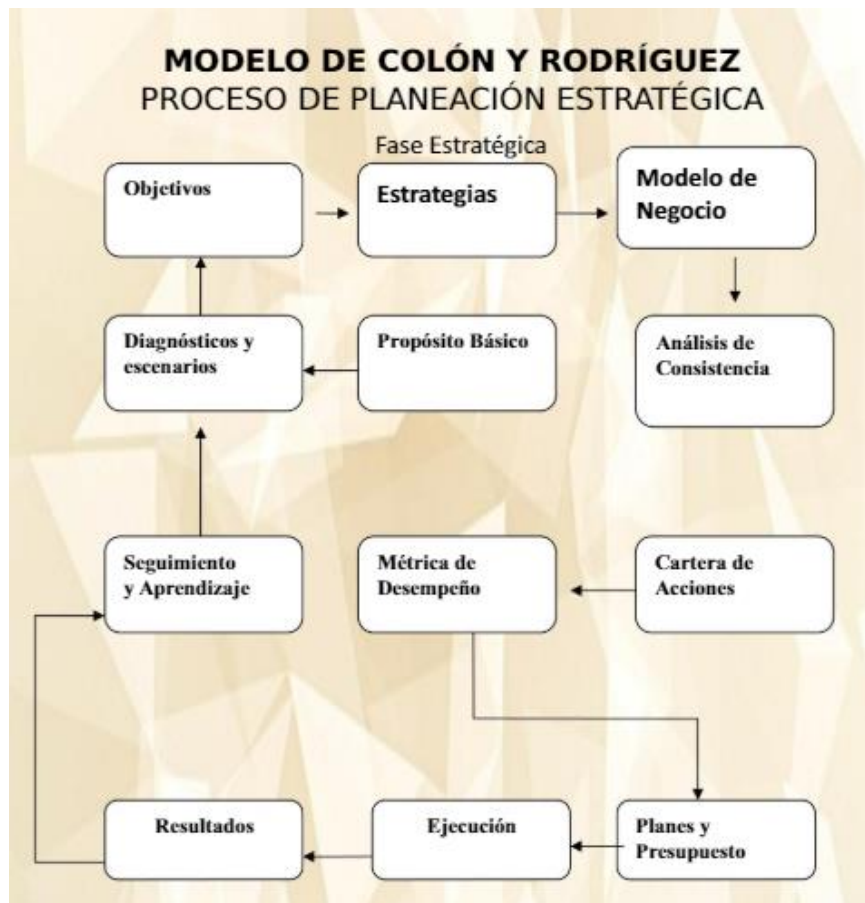 MODELO DE COLÓN Y RODRÍGUEZ
PROCESO DE PLANEACIÓN ESTRATÉGICA
Fase Estratégica
Objetivos
Estrategias
Modelo de
Negocio
Diagnósticos y
escenarios
Propósito Básico
Análisis de
Consistencia
Seguimiento
y Aprendizaje
Métrica de
Desempeño
Cartera de
Acciones
Resultados
Ejecución
Planes y
Presupuesto